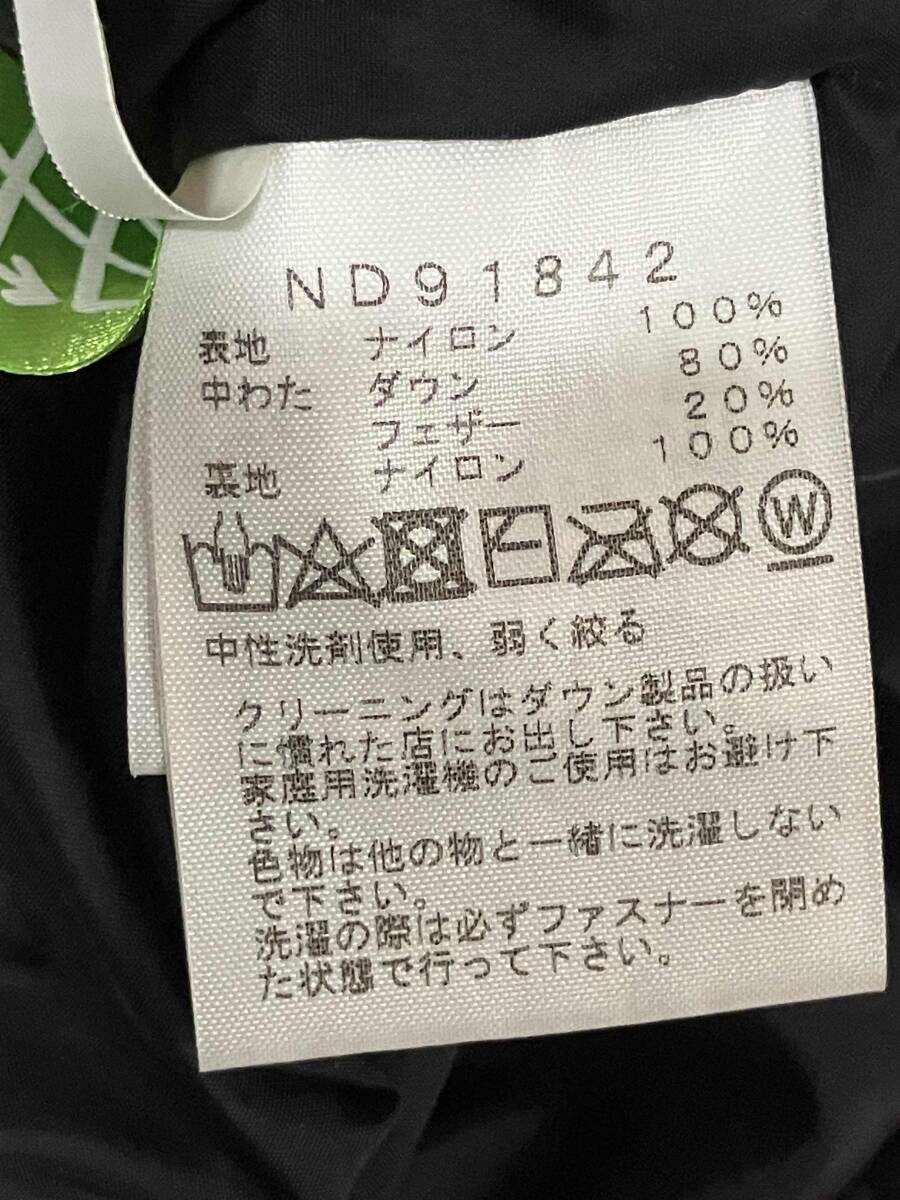 ND91842
表地 ナイロン 100%
中わた ダウン 80%
フェザー 20%
裏地 ナイロン 100%
W
中性洗剤使用、弱く絞る
クリーニングはダウン製品の扱い
に慣れた店にお出し下さい。
家庭用洗濯機のご使用はお避け下
さい。
色物は他の物と一緒に洗濯しない
で下さい。
洗濯の際は必ずファスナーを閉め
た状態で行って下さい。